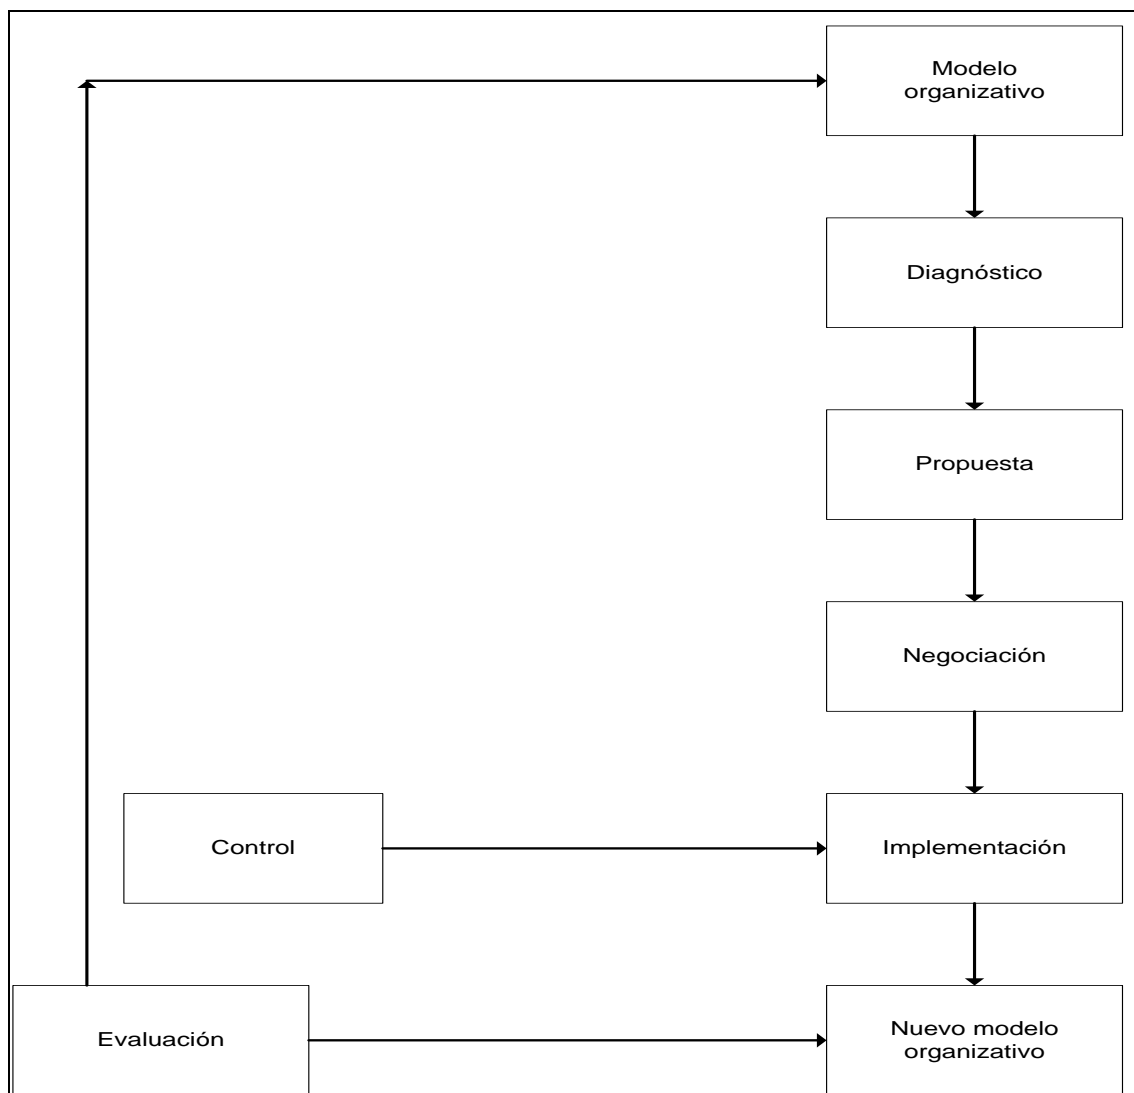 Modelo
organizativo
Diagnóstico
Propuesta
Negociación
Control
Implementación
Evaluación
Nuevo modelo
organizativo